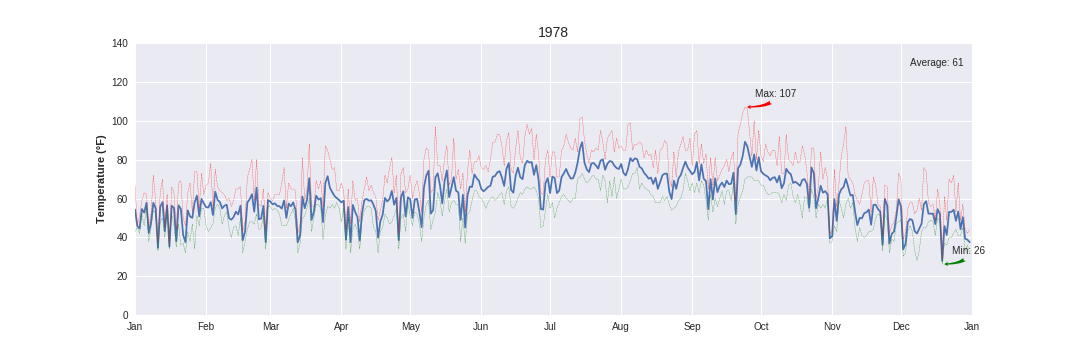 1978
Temperature (°F)
140
120
100
80
60
40
20
0
Average: 61
Max: 107
Min: 26
Jan Feb Mar Apr May Jun Jul Aug Sep Oct Nov Dec Jan